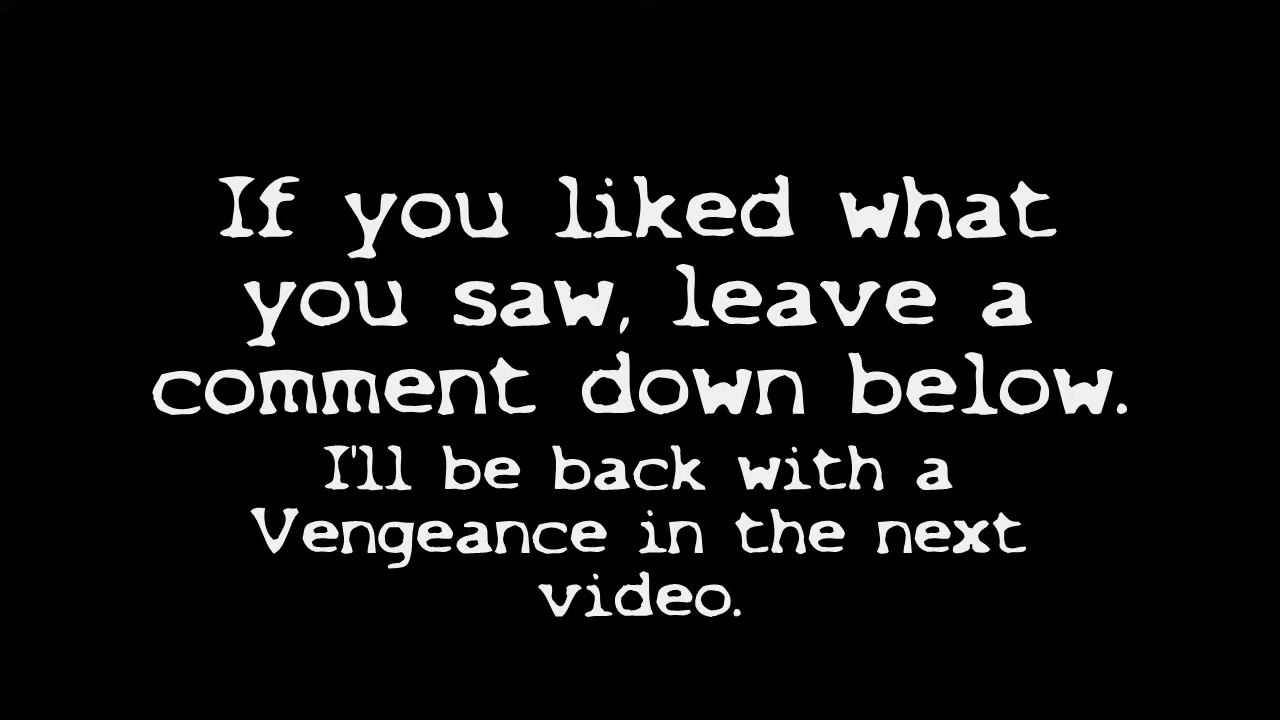 If you liked what
you saw, leave a
comment down below.
I'll be back with a
Vengeance in the next
video.